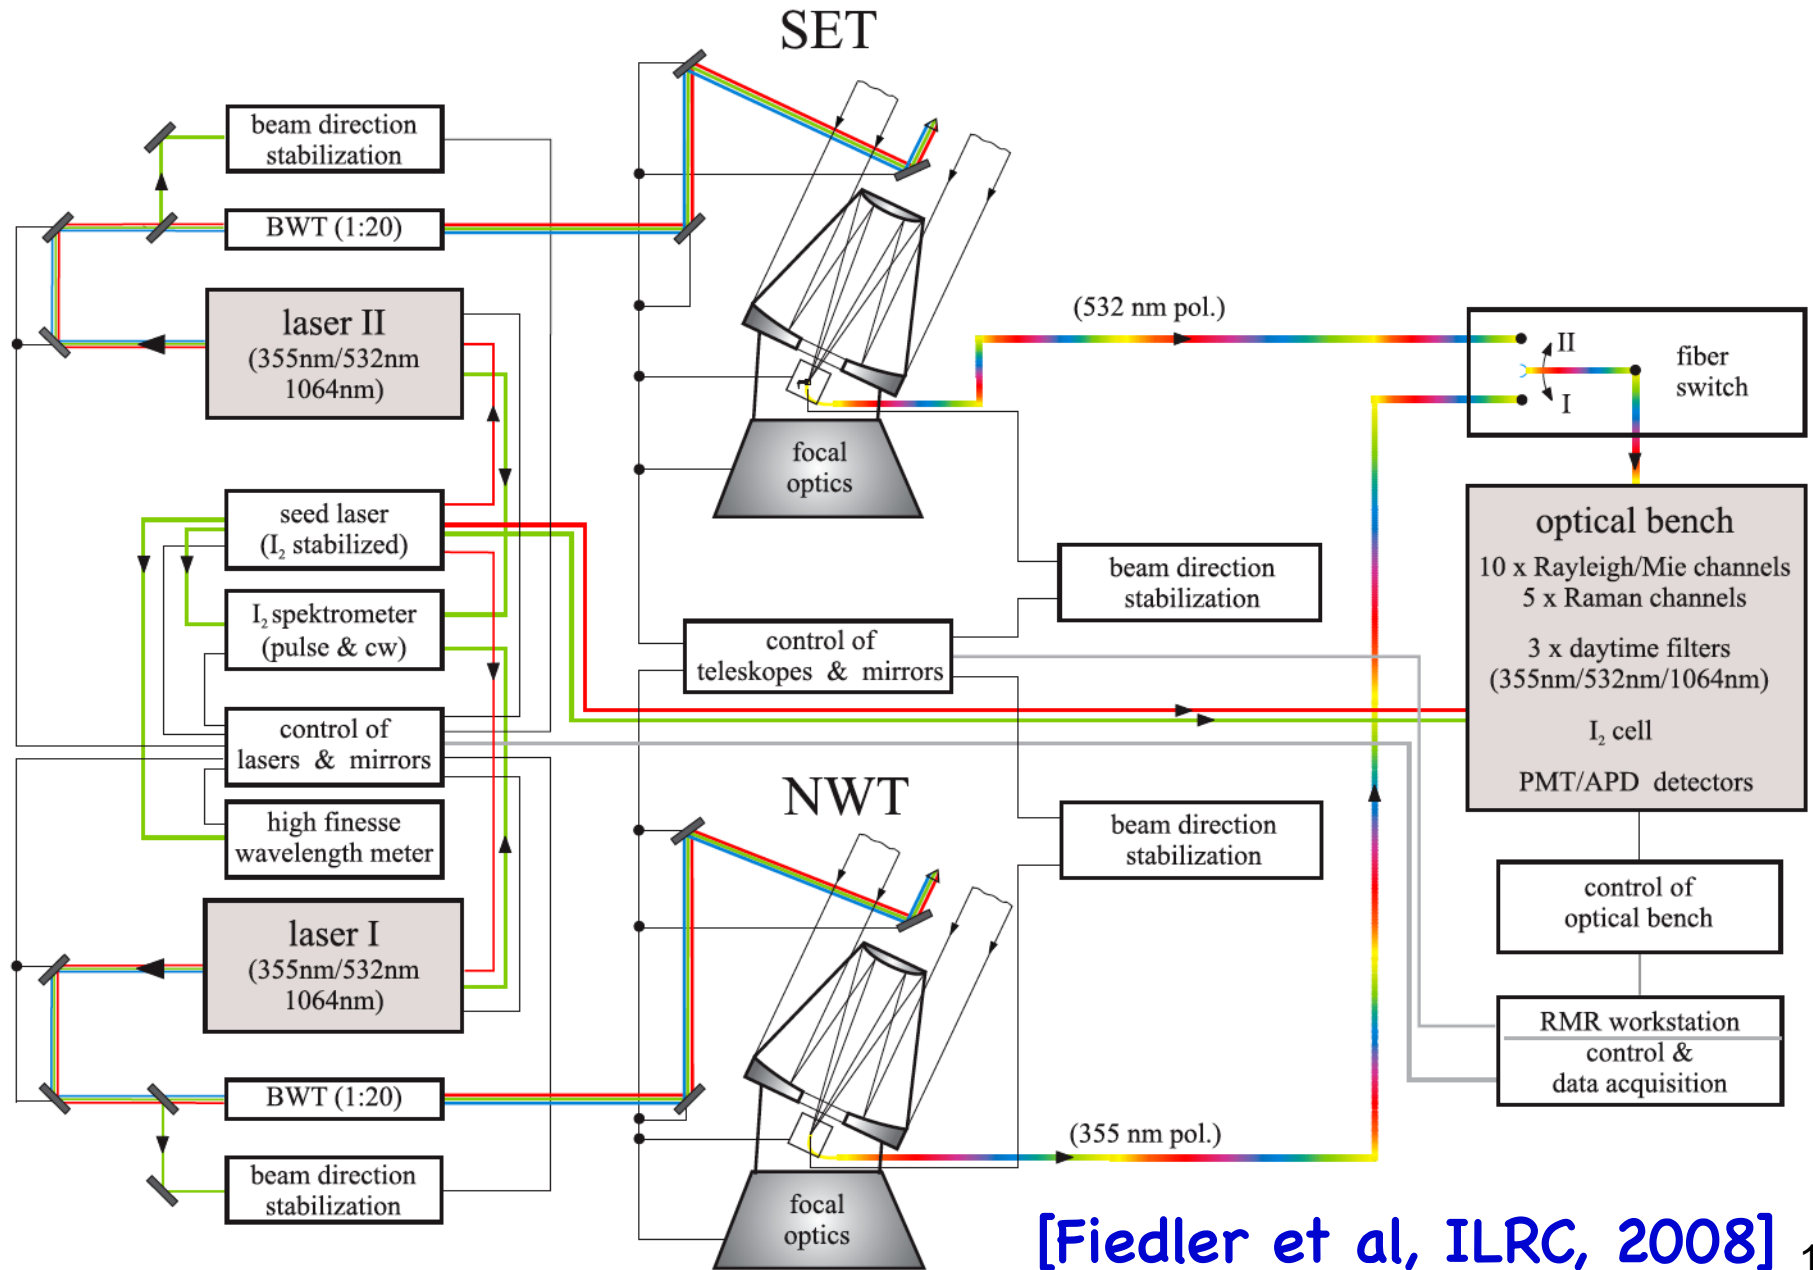 SET
beam direction
stabilization
BWT (1:20)
laser II
(355nm/532nm
1064nm)
(532 nm pol.)
II
I
fiber
switch
focal
optics
seed laser
(I₂ stabilized)
optical bench
10 x Rayleigh/Mie channels
5 x Raman channels
3 x daytime filters
(355nm/532nm/1064nm)
I₂ cell
PMT/APD detectors
beam direction
stabilization
I₂ spektrometer
(pulse & cw)
control of
teleskopes & mirrors
control of
lasers & mirrors
NWT
high finesse
wavelength meter
beam direction
stabilization
control of
optical bench
laser I
(355nm/532nm
1064nm)
RMR workstation
control &
data acquisition
BWT (1:20)
(355 nm pol.)
beam direction
stabilization
focal
optics
[Fiedler et al, ILRC, 2008]
1